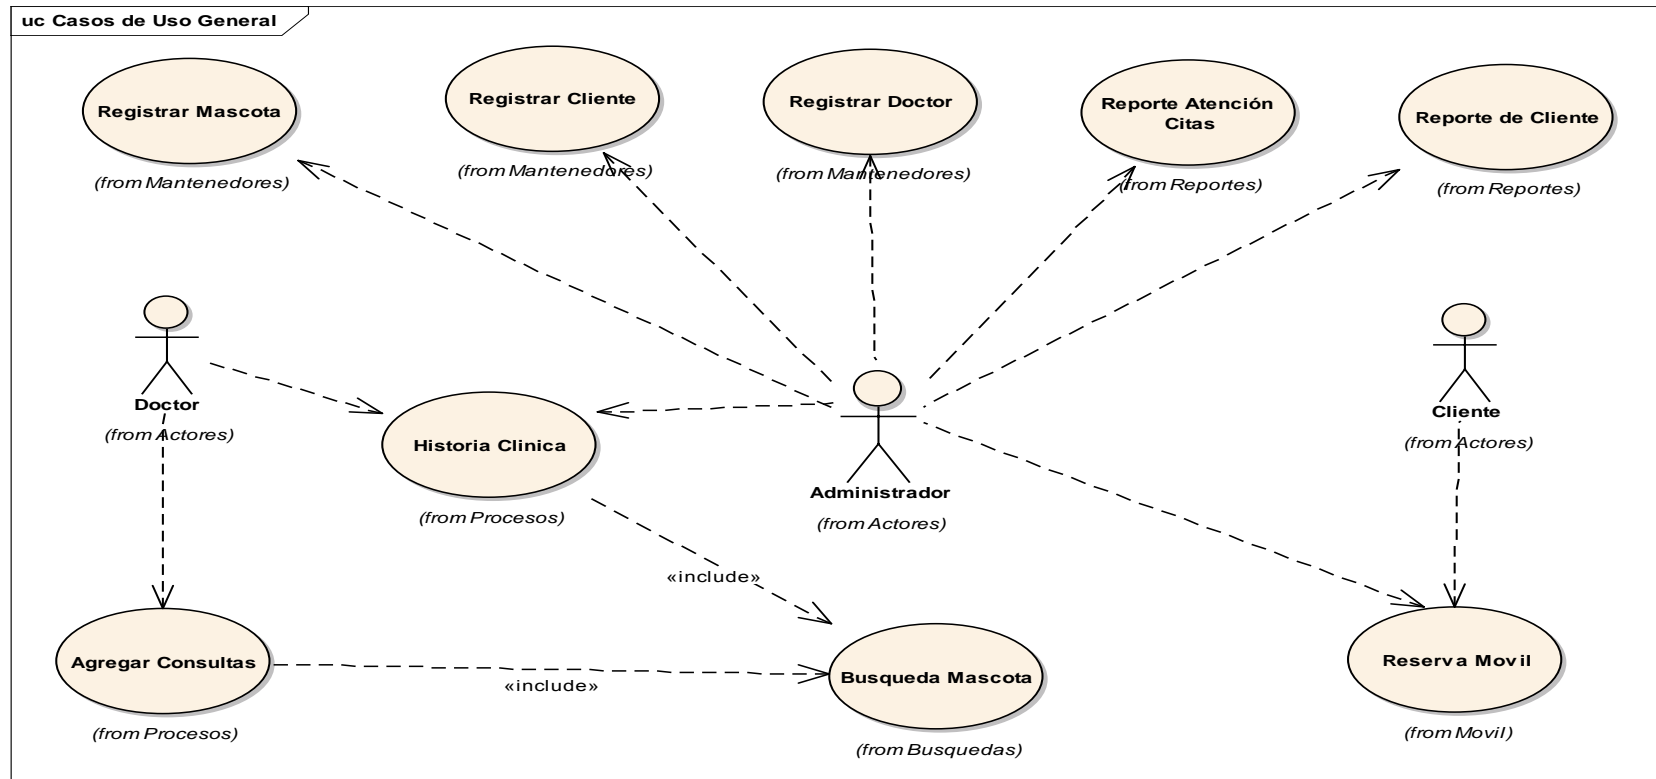 uc Casos de Uso General
Registrar Mascota
(from Mantenedores)
Registrar Cliente
(from Mantenedores)
Registrar Doctor
(from Mantenedores)
Reporte Atención
Citas
(from Reportes)
Reporte de Cliente
(from Reportes)
Doctor
(from Actores)
Historia Clinica
(from Procesos)
Administrador
(from Actores)
Cliente
(from Actores)
«include»
Agregar Consultas
(from Procesos)
«include»
Busqueda Mascota
(from Busquedas)
Reserva Movil
(from Movil)